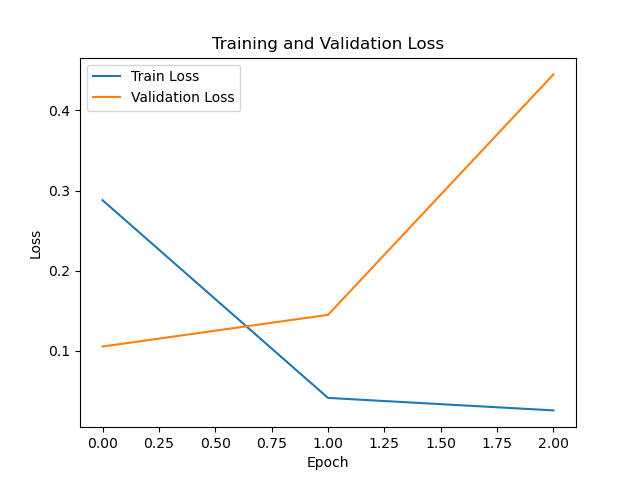 Training and Validation Loss
Train Loss
Validation Loss
0.4
0.3
0.2
0.1
Loss
0.00 0.25 0.50 0.75 1.00 1.25 1.50 1.75 2.00
Epoch